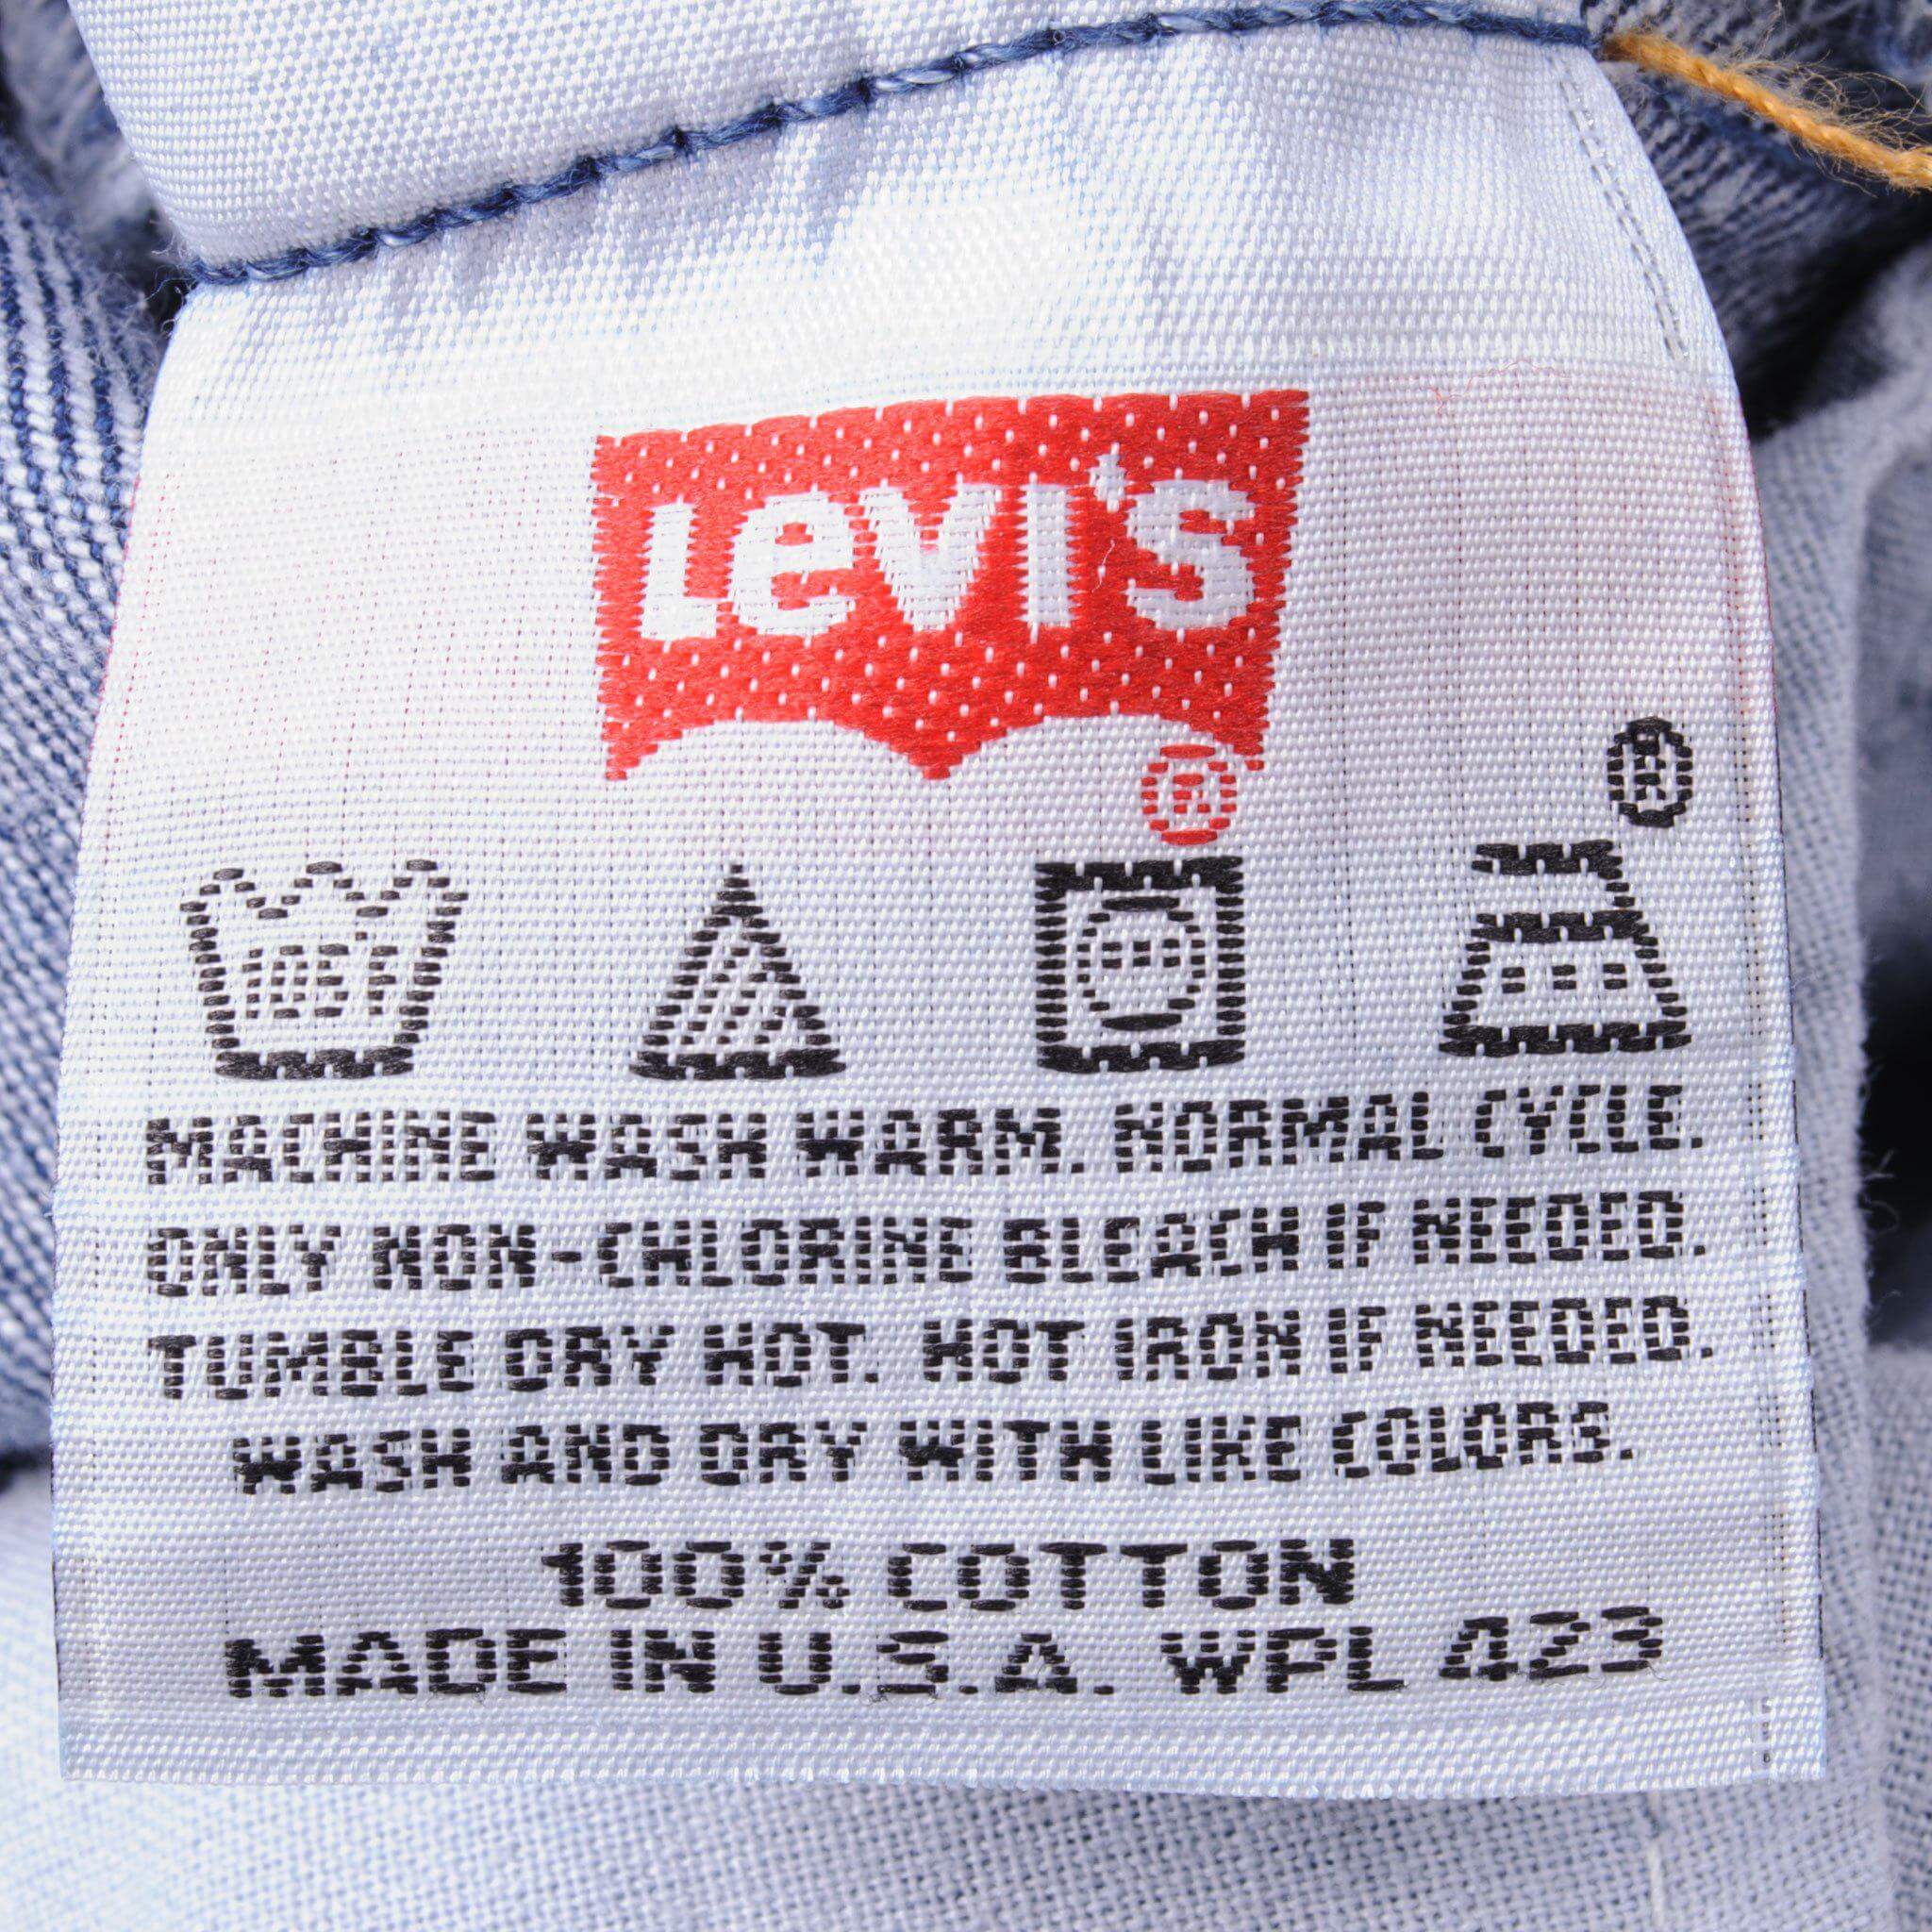 Levi's
®
®
105°F
MACHINE WASH WARM. NORMAL CYCLE.
ONLY NON-CHLORINE BLEACH IF NEEDED.
TUMBLE DRY HOT. HOT IRON IF NEEDED.
WASH AND DRY WITH LIKE COLORS.
100% COTTON
MADE IN U.S.A. WPL 423